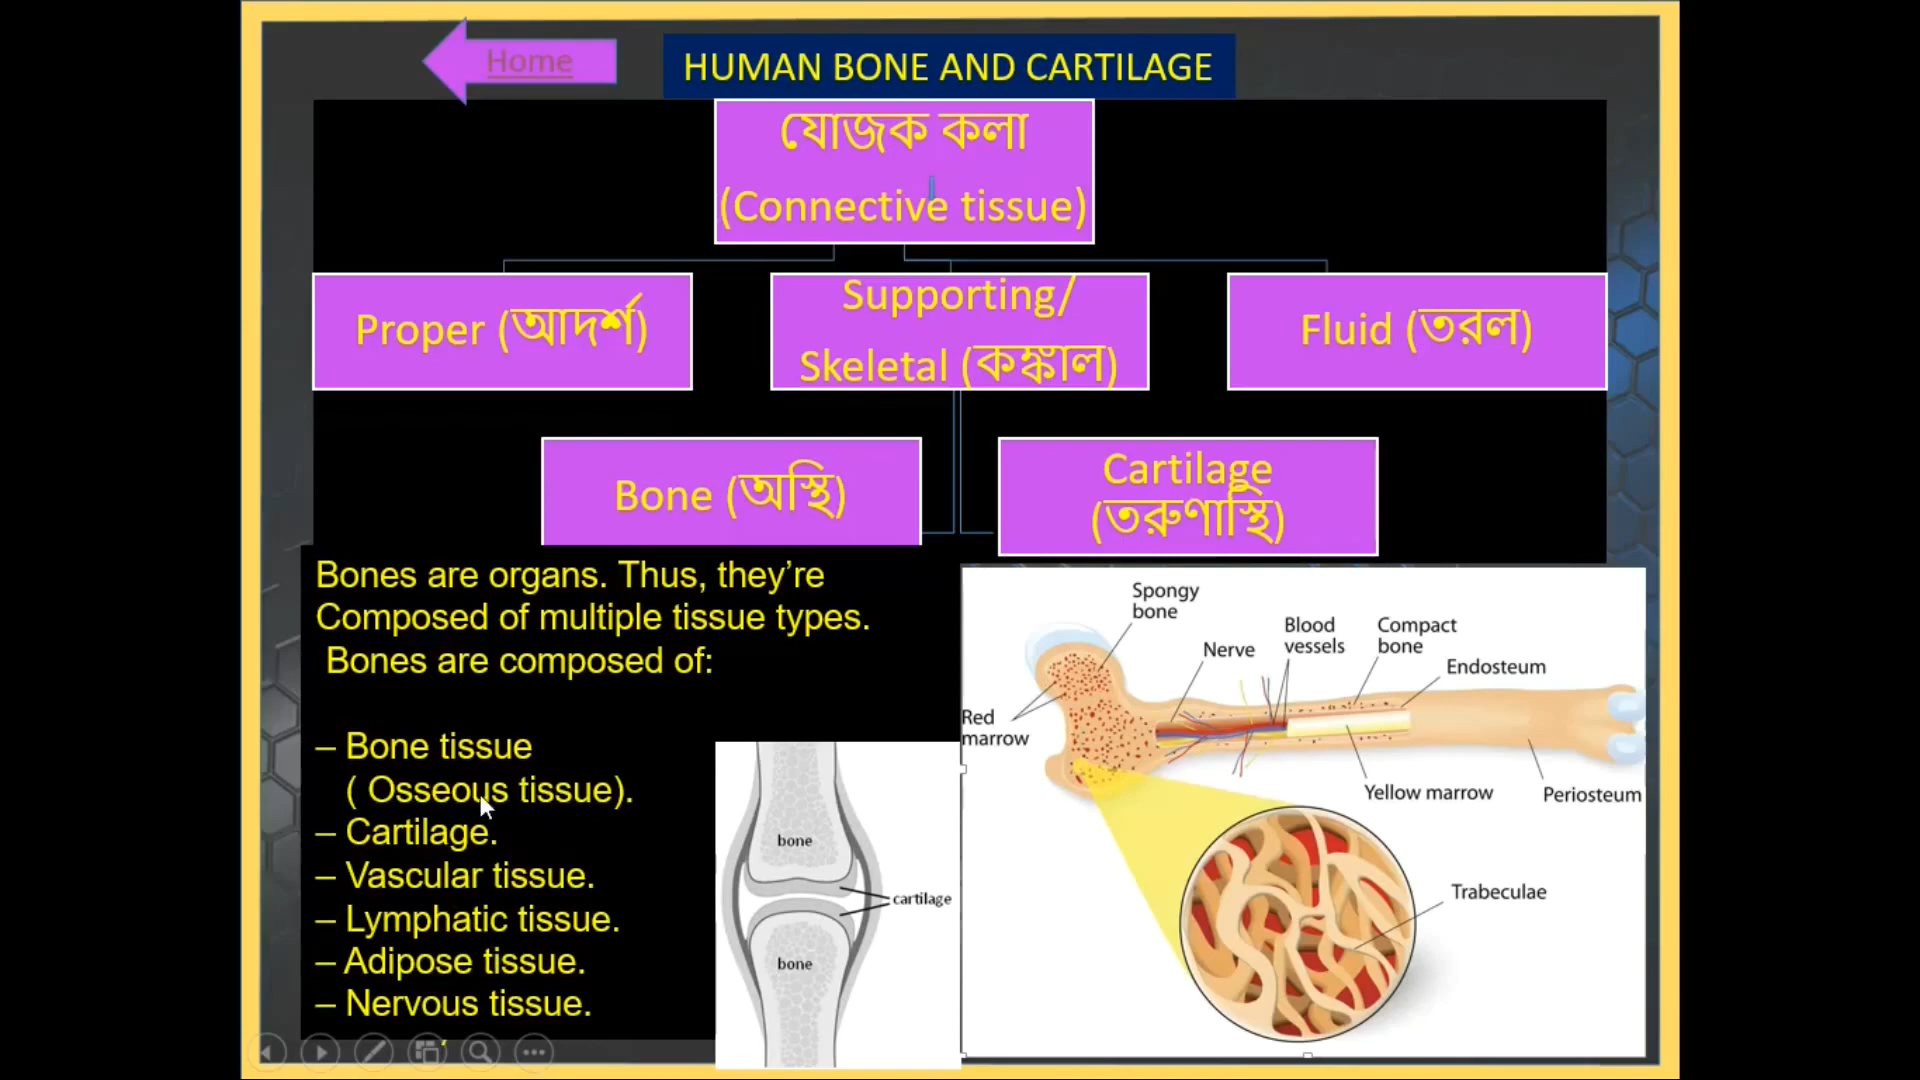 Home
HUMAN BONE AND CARTILAGE
যোজক কলা
(Connective tissue)
Proper (আদর্শ)
Supporting/
Skeletal (কঙ্কাল)
Fluid (তরল)
Bone (অস্থি)
Cartilage
(তরুণাস্থি)
Bones are organs. Thus, they’re
Composed of multiple tissue types.
Bones are composed of:
– Bone tissue
( Osseous tissue).
– Cartilage.
– Vascular tissue.
– Lymphatic tissue.
– Adipose tissue.
– Nervous tissue.
bone
cartilage
bone
Spongy
bone
Nerve
Blood
vessels
Compact
bone
Endosteum
Red
marrow
Yellow marrow
Periosteum
Trabeculae